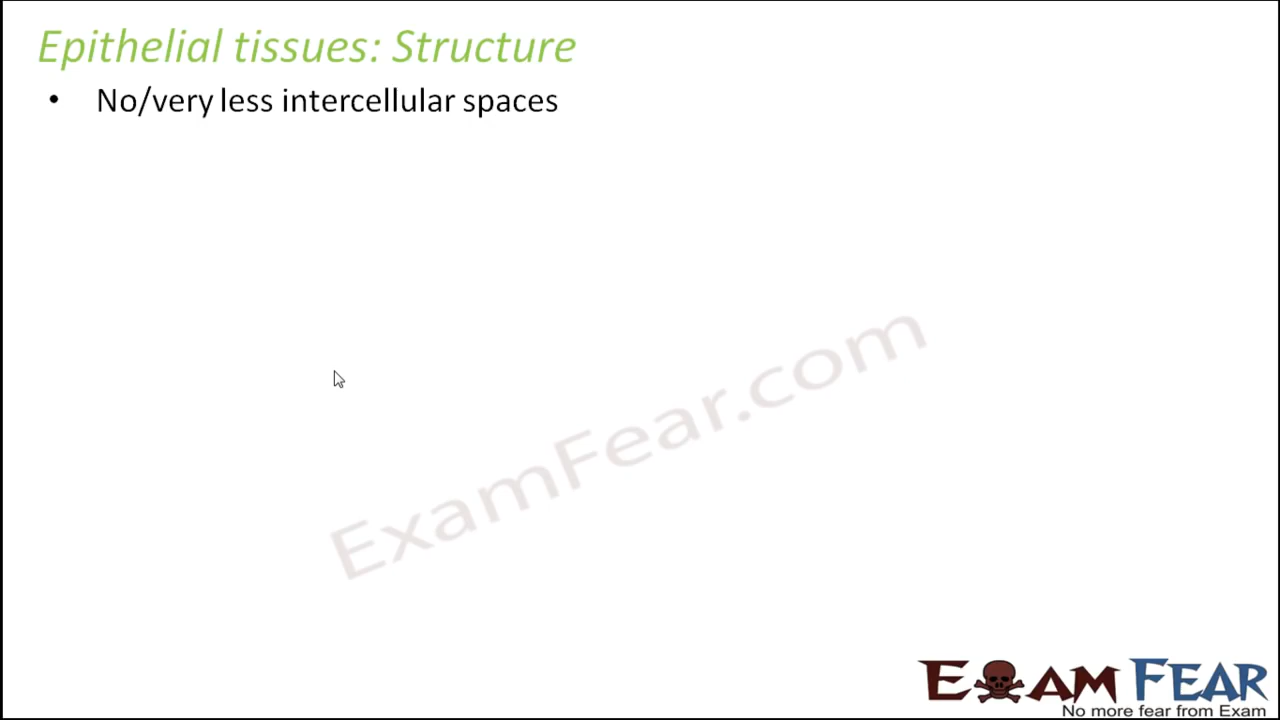 Epithelial tissues: Structure
• No/very less intercellular spaces
ExamFear.com
EXAM FEAR
No more fear from Exam